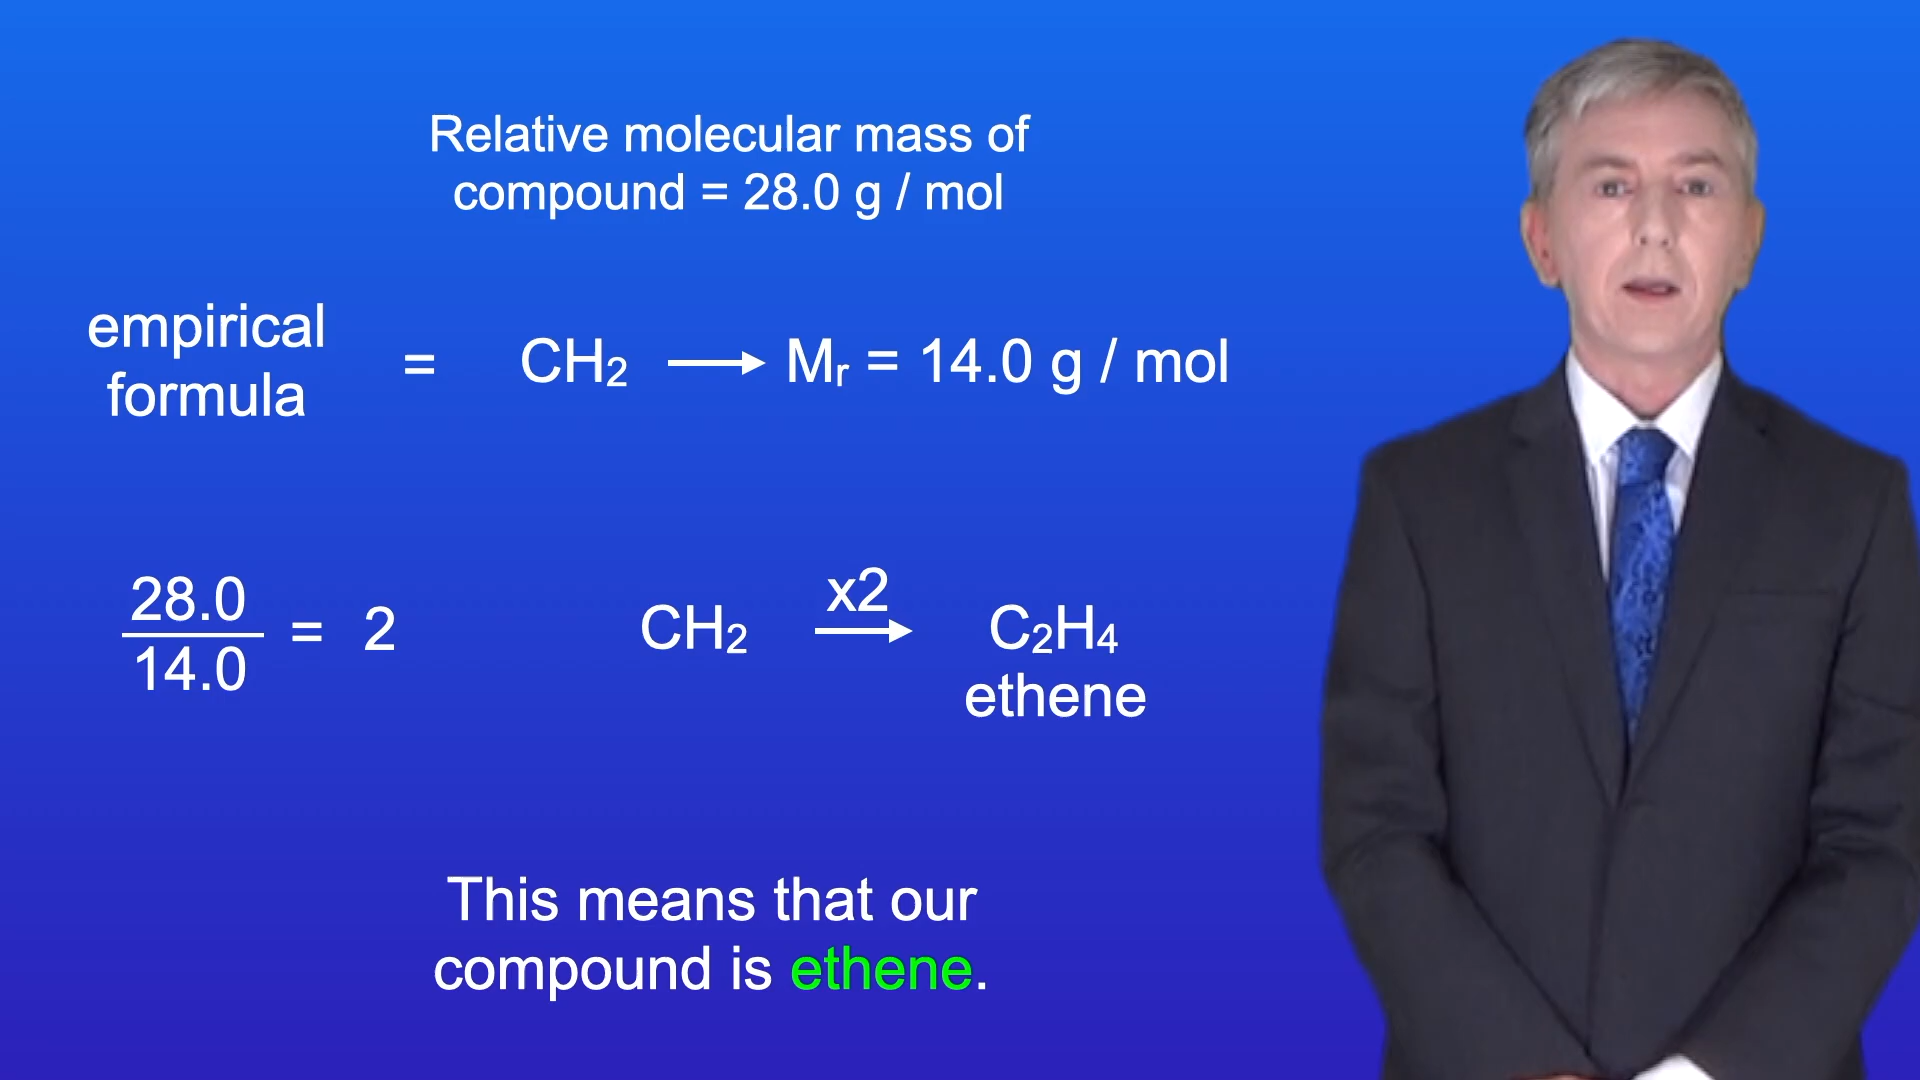 Relative molecular mass of
compound = 28.0 g / mol
empirical
formula
= CH₂ ⟶ Mᵣ = 14.0 g / mol
28.0
14.0
= 2
CH₂ x2 ⟶ C₂H₄
ethene
This means that our
compound is ethene.